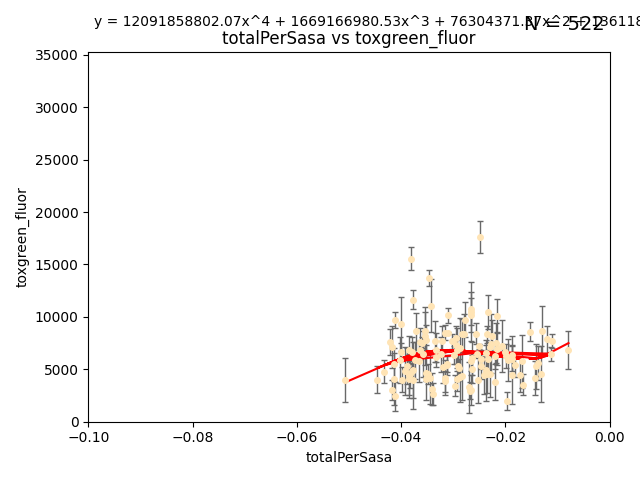 y = 12091858802.07x^4 + 1669166980.53x^3 +
N = 522
totalPerSasa vs toxgreen_fluor
35000
30000
25000
20000
15000
10000
5000
0
toxgreen_fluor
−0.10
−0.08
−0.06
−0.04
−0.02
0.00
totalPerSasa